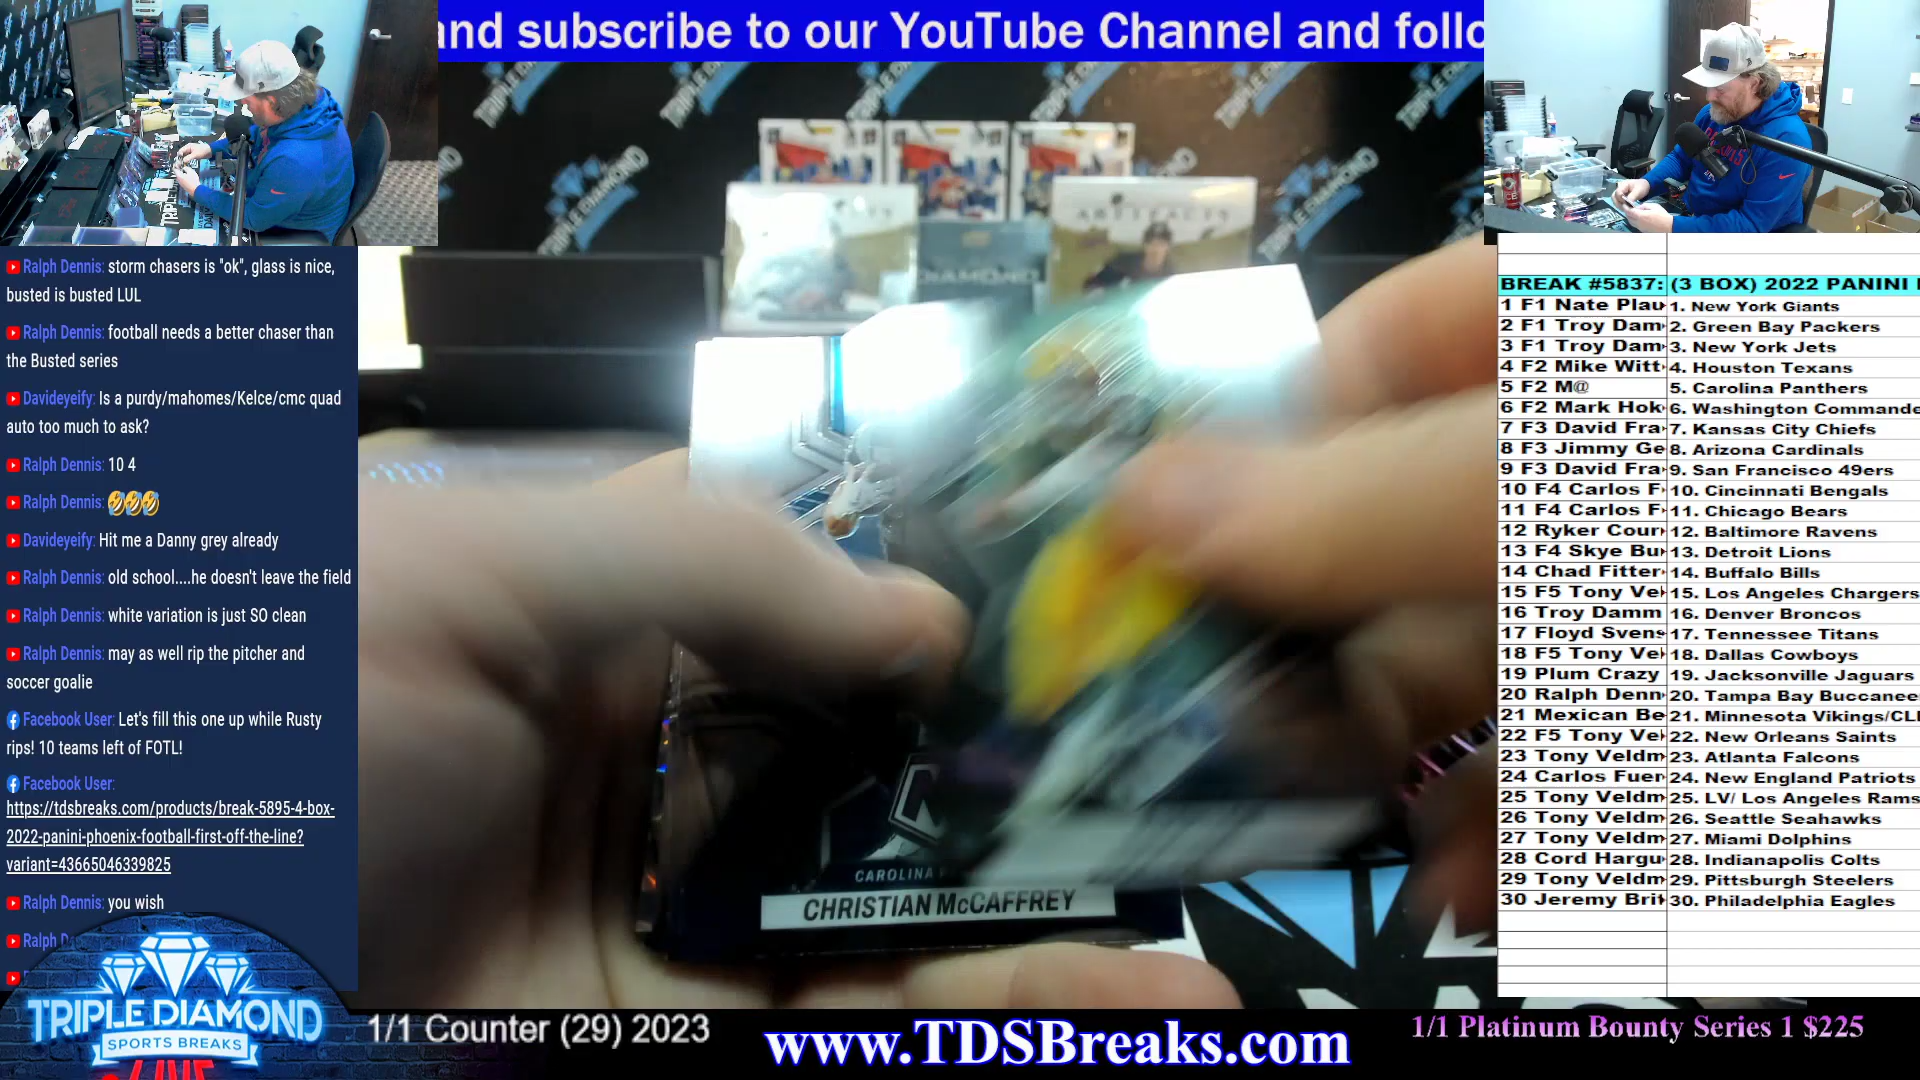 and subscribe to our YouTube Channel and follo
Ralph Dennis: storm chasers is "ok", glass is nice,
busted is busted LUL
Ralph Dennis: football needs a better chaser than
the Busted series
Davideyeify: Is a purdy/mahomes/Kelce/cmc quad
auto too much to ask?
Ralph Dennis: 10 4
Ralph Dennis: 🤣🤣🤣
Davideyeify: Hit me a Danny grey already
Ralph Dennis: old school....he doesn't leave the field
Ralph Dennis: white variation is just SO clean
Ralph Dennis: may as well rip the pitcher and
soccer goalie
Facebook User: Let's fill this one up while Rusty
rips! 10 teams left of FOTL!
Facebook User:
https://tdsbreaks.com/products/break-5895-4-box-
2022-panini-phoenix-football-first-off-the-line?
variant=43665046339825
Ralph Dennis: you wish
Ralph D
TRIPLE DIAMOND
SPORTS BREAKS
LIVE
ARTIFACTS
DIAMOND
CAROLINA
CHRISTIAN McCAFFREY
BREAK #5837: (3 BOX) 2022 PANINI
1 F1 Nate Plau 1. New York Giants
2 F1 Troy Dam 2. Green Bay Packers
3 F1 Troy Dam 3. New York Jets
4 F2 Mike Witt 4. Houston Texans
5 F2 M@ 5. Carolina Panthers
6 F2 Mark Hok 6. Washington Commande
7 F3 David Fra 7. Kansas City Chiefs
8 F3 Jimmy Ge 8. Arizona Cardinals
9 F3 David Fra 9. San Francisco 49ers
10 F4 Carlos F 10. Cincinnati Bengals
11 F4 Carlos F 11. Chicago Bears
12 Ryker Cour 12. Baltimore Ravens
13 F4 Skye Bu 13. Detroit Lions
14 Chad Fitter 14. Buffalo Bills
15 F5 Tony Ve 15. Los Angeles Chargers
16 Troy Damm 16. Denver Broncos
17 Floyd Svens 17. Tennessee Titans
18 F5 Tony Ve 18. Dallas Cowboys
19 Plum Crazy 19. Jacksonville Jaguars
20 Ralph Denn 20. Tampa Bay Buccanee
21 Mexican Be 21. Minnesota Vikings/CLE
22 F5 Tony Ve 22. New Orleans Saints
23 Tony Veldm 23. Atlanta Falcons
24 Carlos Fuer 24. New England Patriots
25 Tony Veldm 25. LV/ Los Angeles Rams
26 Tony Veldm 26. Seattle Seahawks
27 Tony Veldm 27. Miami Dolphins
28 Cord Hargu 28. Indianapolis Colts
29 Tony Veldm 29. Pittsburgh Steelers
30 Jeremy Bri 30. Philadelphia Eagles
1/1 Counter (29) 2023
www.TDSBreaks.com
1/1 Platinum Bounty Series 1 $225